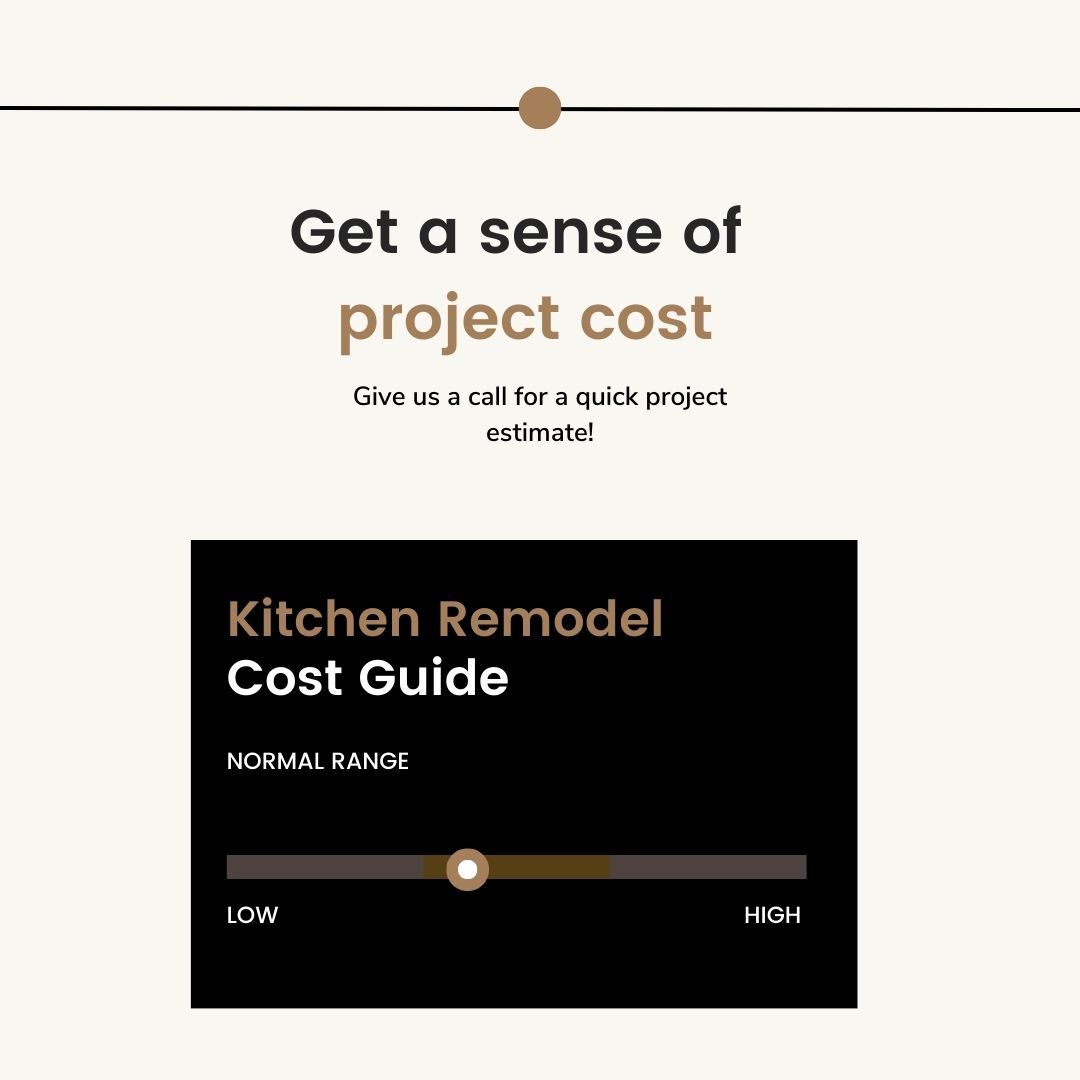 Get a sense of
project cost
Give us a call for a quick project
estimate!
Kitchen Remodel
Cost Guide
NORMAL RANGE
LOW
HIGH